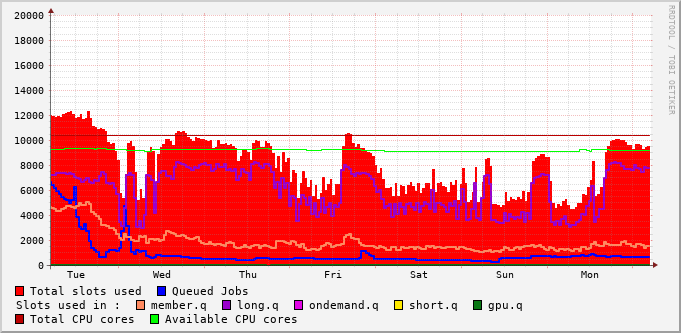 20000
18000
16000
14000
12000
10000
8000
6000
4000
2000
0
Tue Wed Thu Fri Sat Sun Mon
Total slots used Queued Jobs
Slots used in : member.q long.q ondemand.q short.q gpu.q
Total CPU cores Available CPU cores
RRDTOOL / TOBI OETIKER